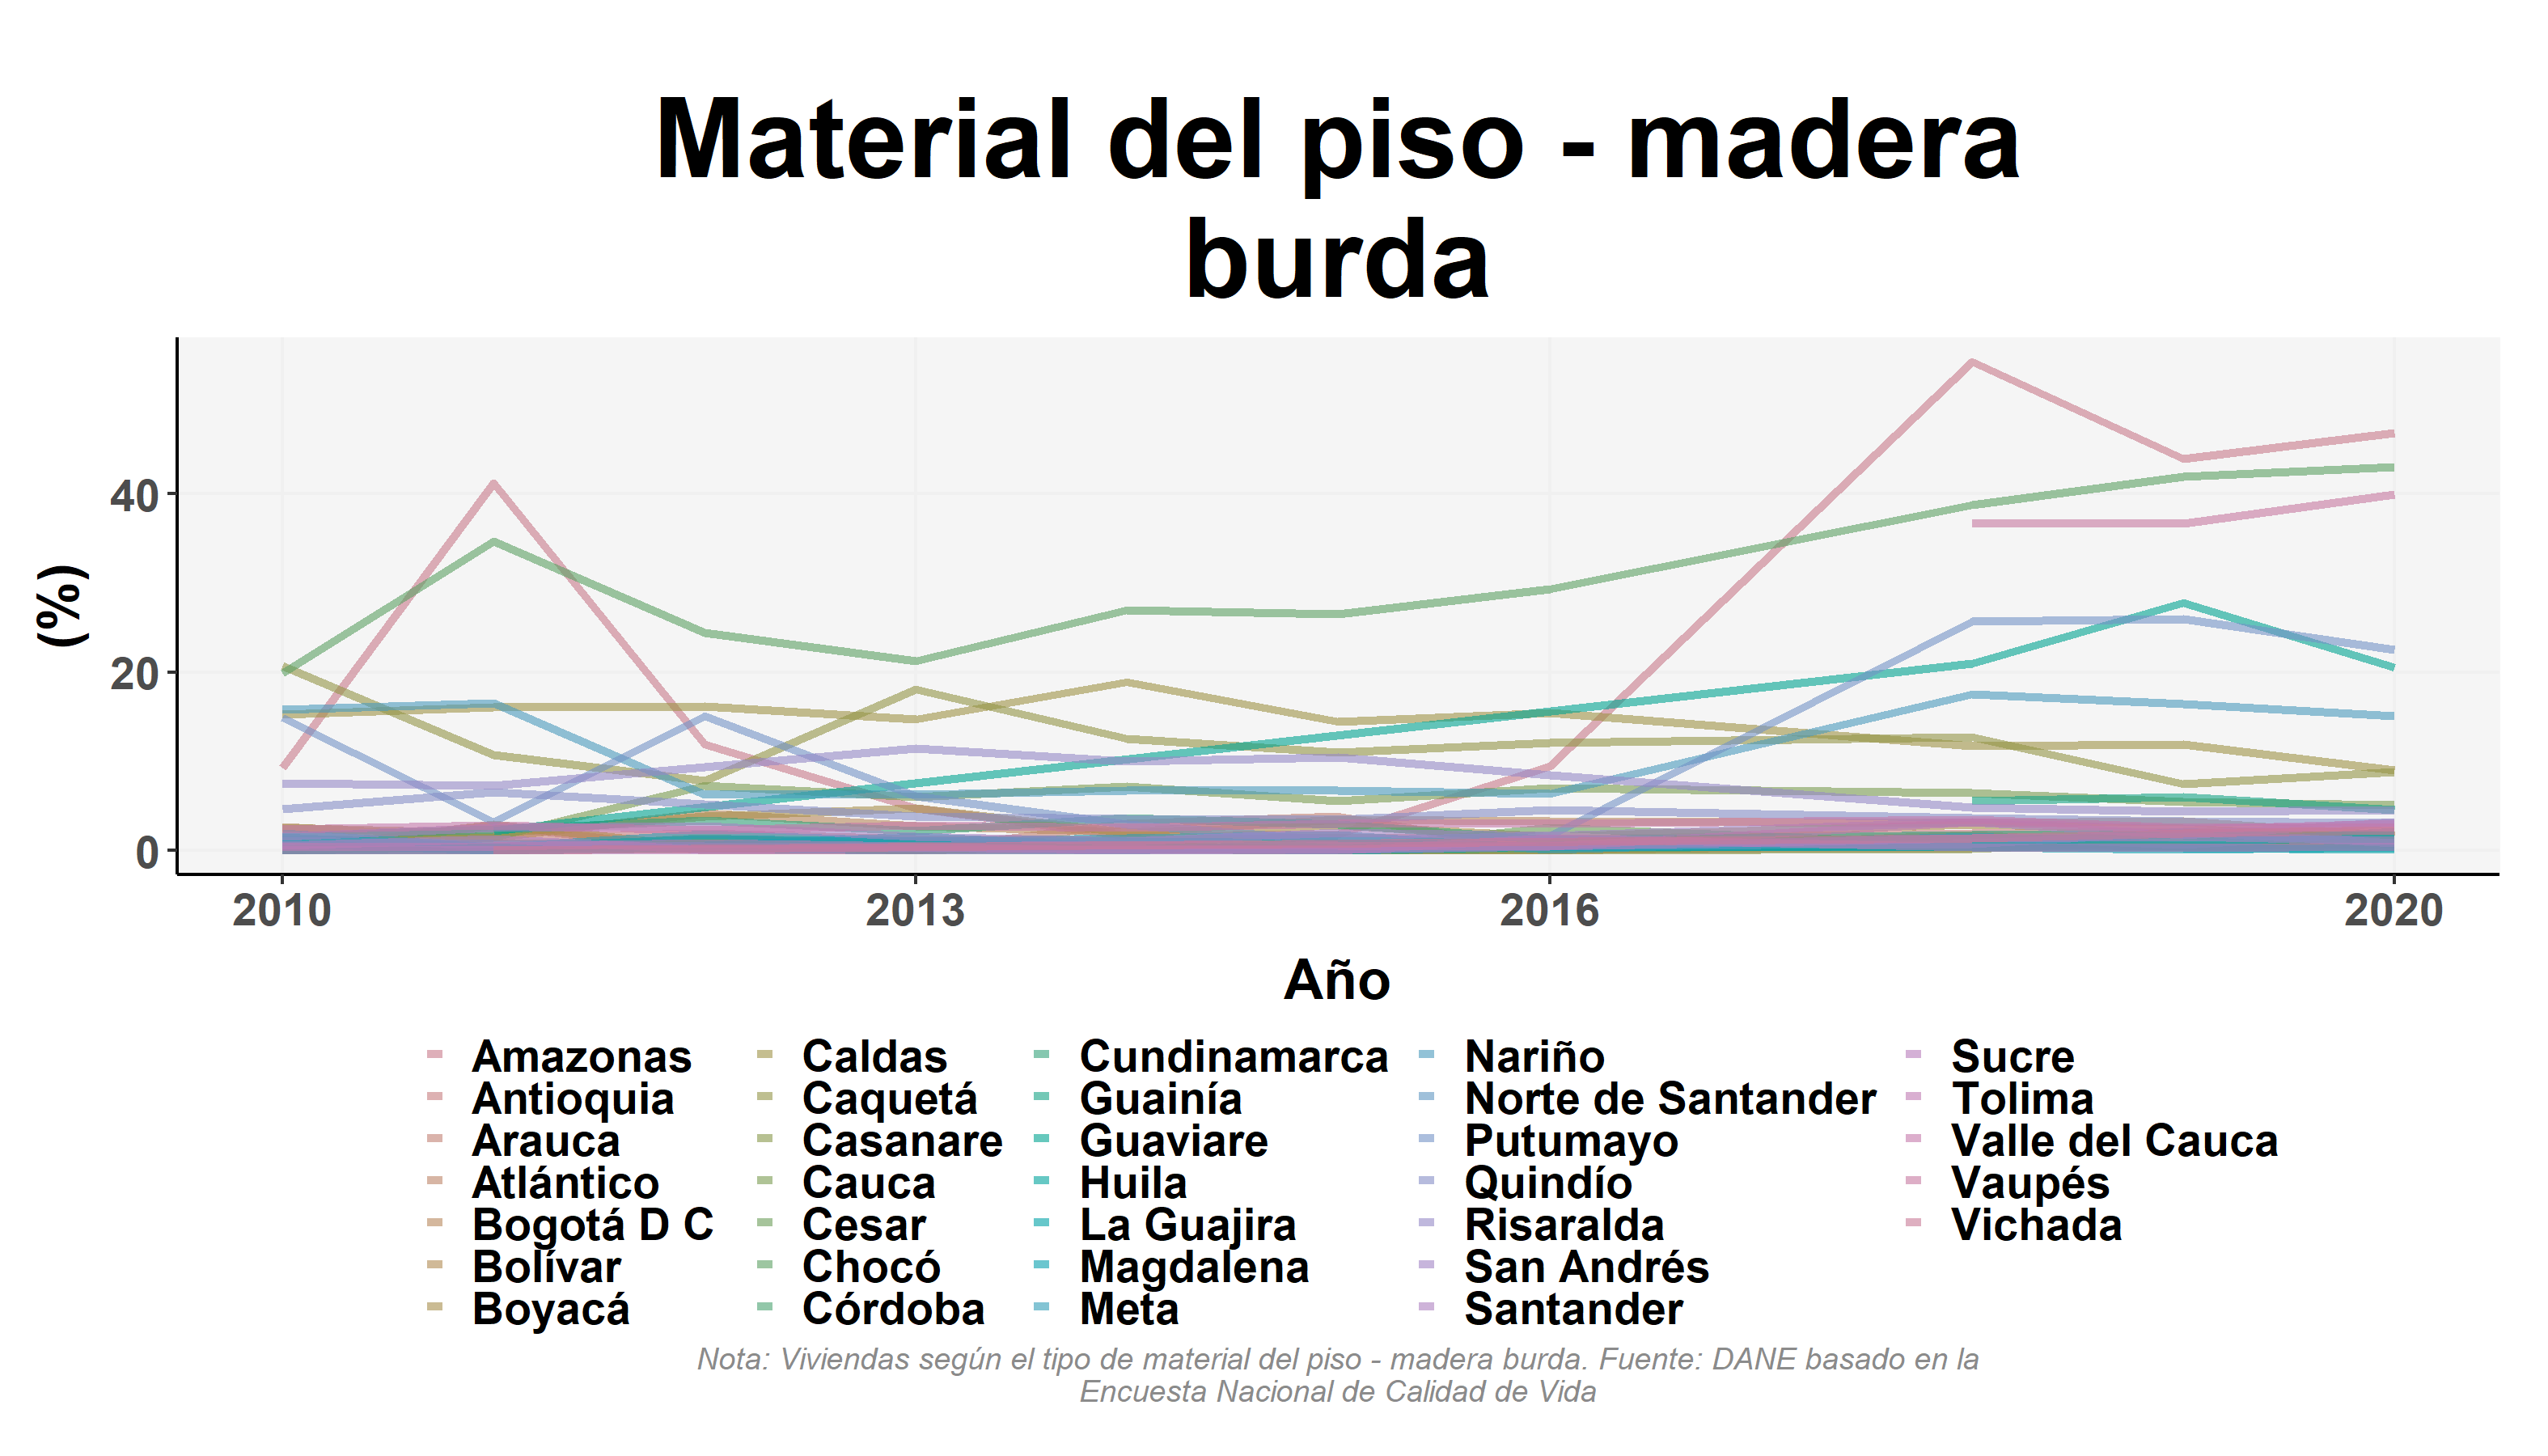 Material del piso - madera
burda
(%)
40
20
0
2010
2013
2016
2020
Año
Amazonas
Antioquia
Arauca
Atlántico
Bogotá D C
Bolívar
Boyacá
Caldas
Caquetá
Casanare
Cauca
Cesar
Chocó
Córdoba
Cundinamarca
Guainía
Guaviare
Huila
La Guajira
Magdalena
Meta
Nariño
Norte de Santander
Putumayo
Quindío
Risaralda
San Andrés
Santander
Sucre
Tolima
Valle del Cauca
Vaupés
Vichada
Nota: Viviendas según el tipo de material del piso - madera burda. Fuente: DANE basado en la
Encuesta Nacional de Calidad de Vida